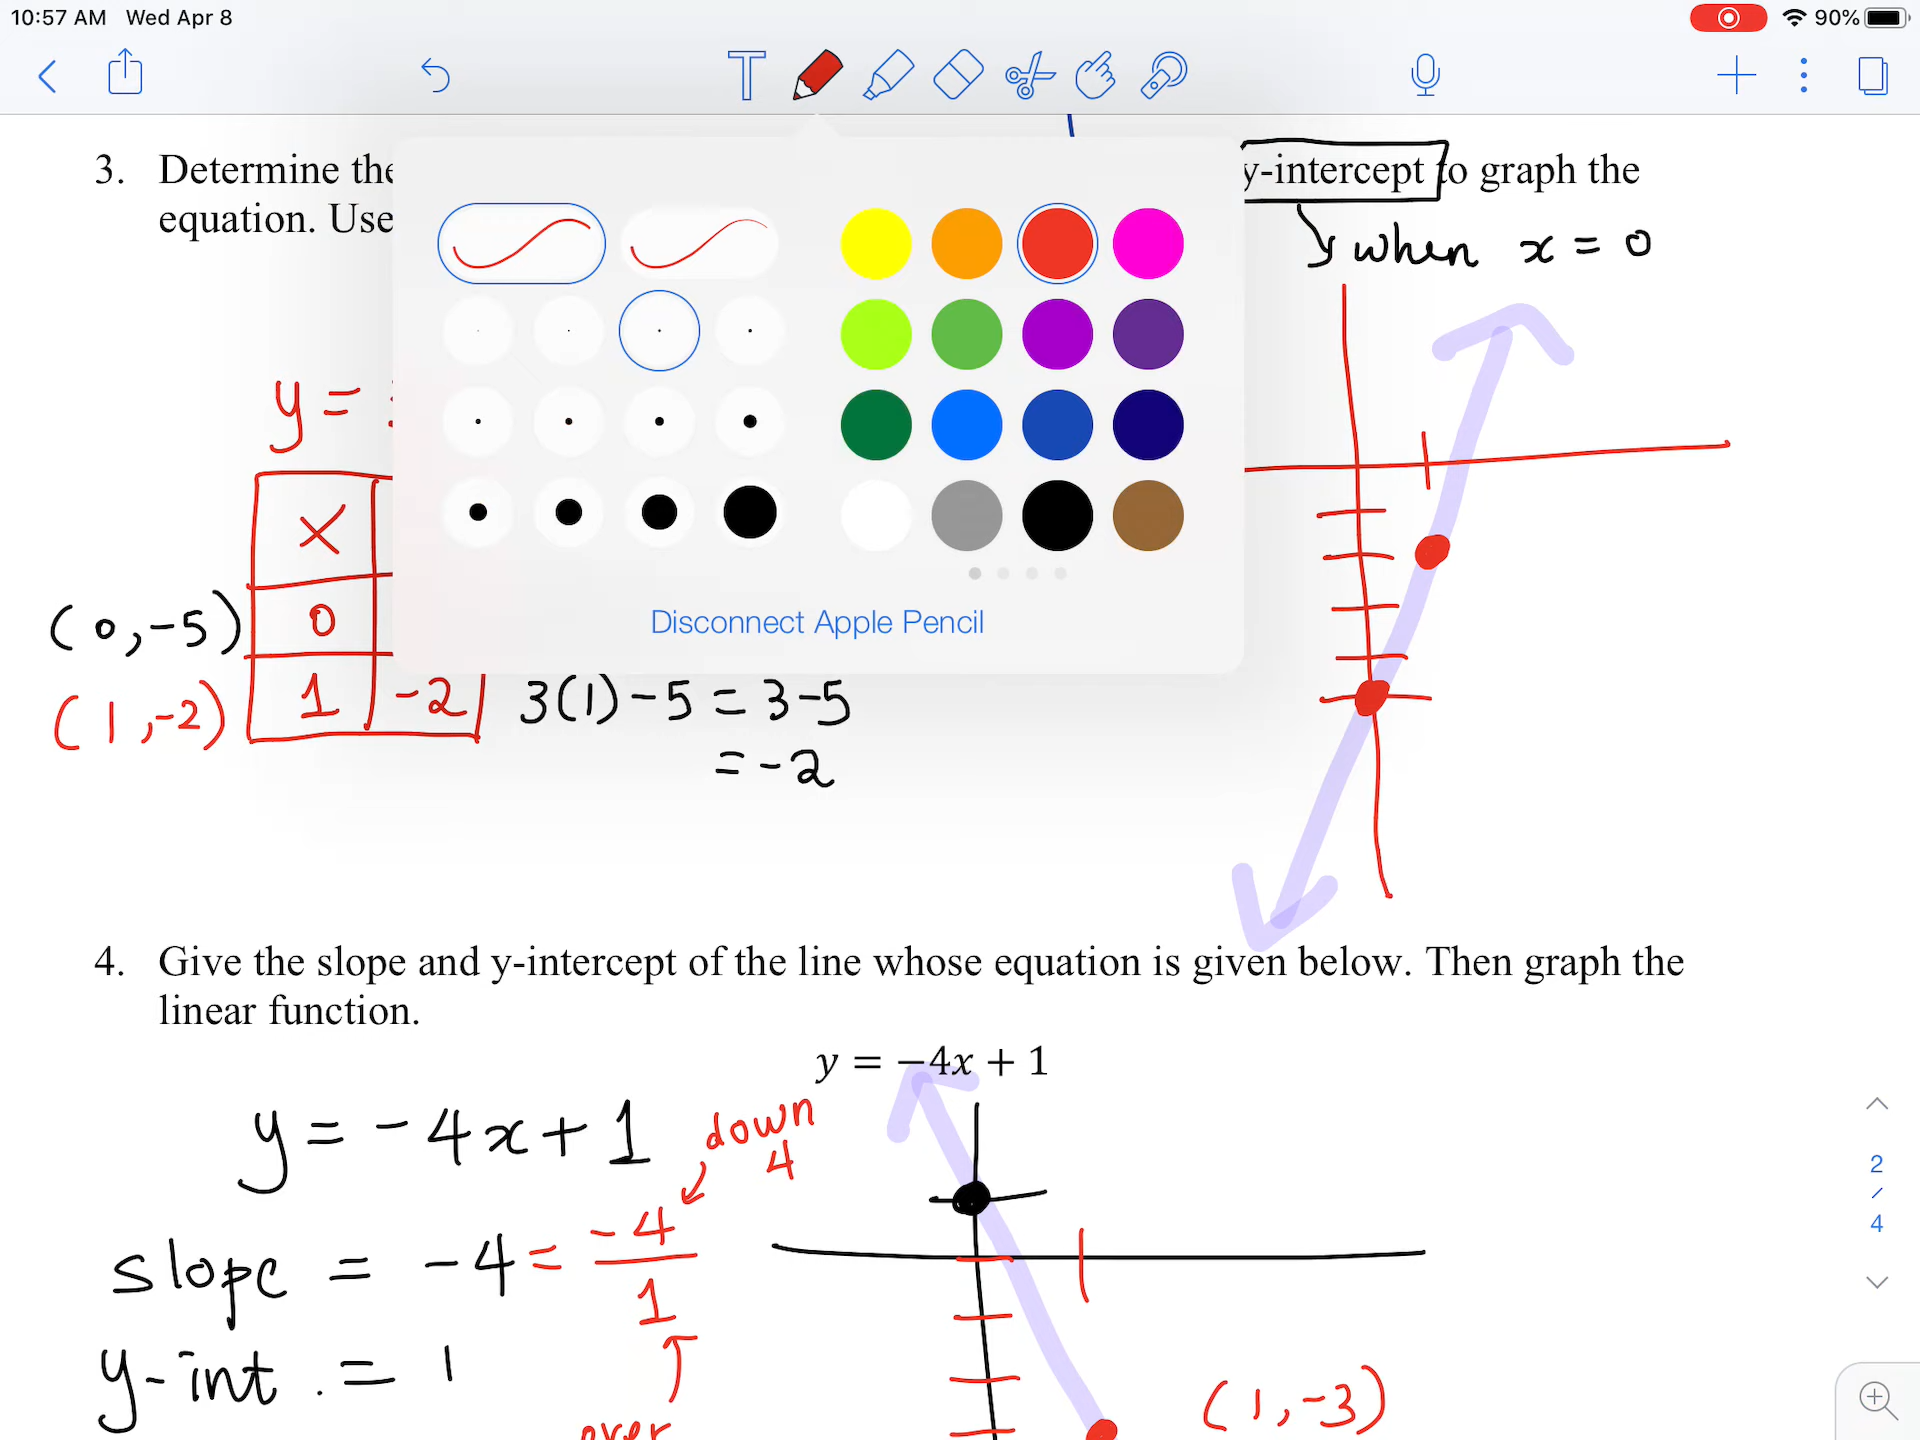 10:57 AM Wed Apr 8
90%
3. Determine the
y-intercept to graph the
equation. Use
when x = 0
y =
x
(0,-5) 0
(1,-2) 1 -2 3(1)-5 = 3-5
= -2
Disconnect Apple Pencil
4. Give the slope and y-intercept of the line whose equation is given below. Then graph the
linear function.
y = −4x + 1
y = -4x+1
down
4
slope = -4 = -4/1
y-int. = 1
over
(1,-3)
2
/
4